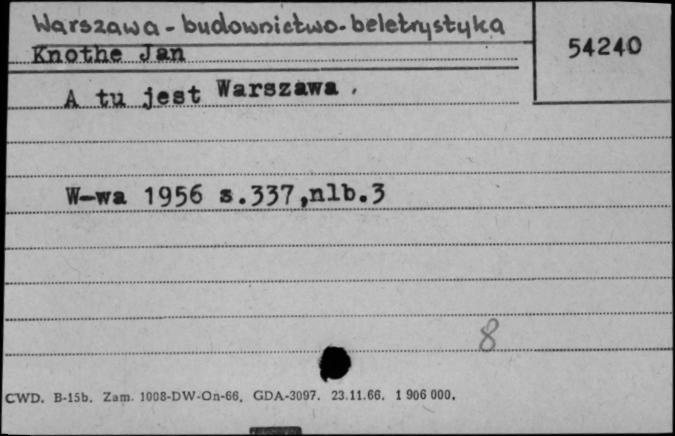 Warszawa - budownictwo - beletrystyka
54240
Knothe Jan
A tu jest Warszawa.
W-wa 1956 s.337,nlb.3
8
CWD. B-15b. Zam. 1008-DW-On-66. GDA-3097. 23.11.66. 1 906 000.